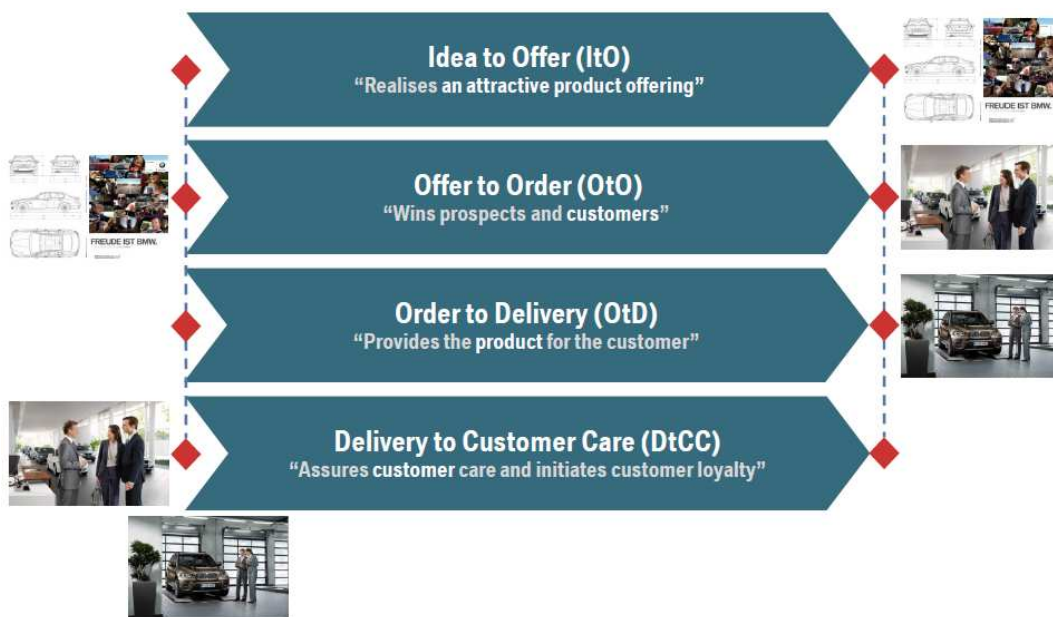 Idea to Offer (ItO)
“Realises an attractive product offering”
FREUDE IST BMW.
Offer to Order (OtO)
“Wins prospects and customers”
FREUDE IST BMW.
Order to Delivery (OtD)
“Provides the product for the customer”
Delivery to Customer Care (DtCC)
“Assures customer care and initiates customer loyalty”